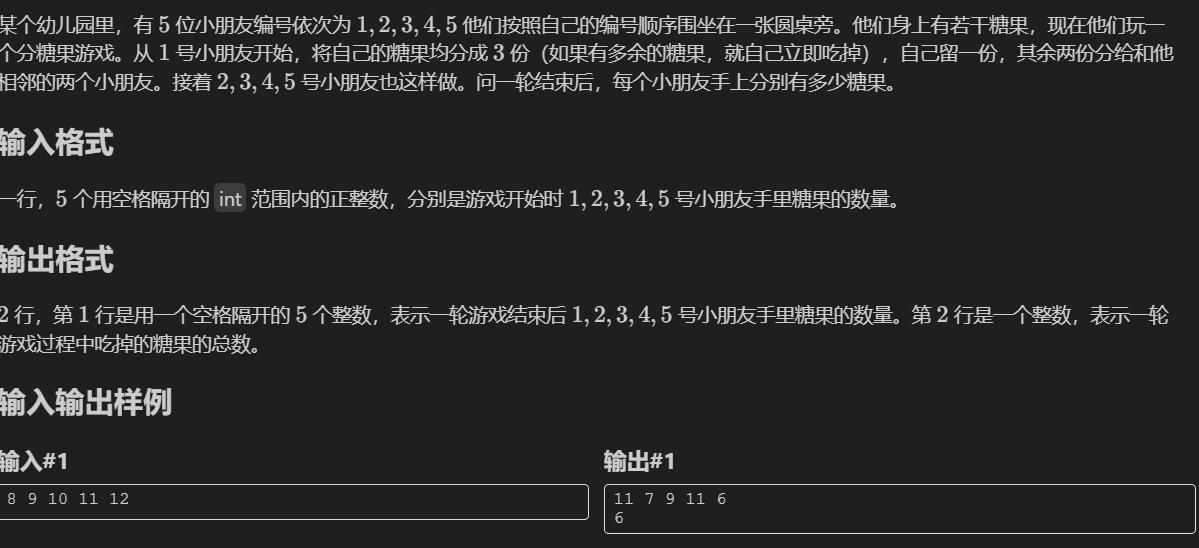 某个幼儿园里，有 5 位小朋友编号依次为 1, 2, 3, 4, 5 他们按照自己的编号顺序围坐在一张圆桌旁。他们身上有若干糖果，现在他们玩一
个分糖果游戏。从 1 号小朋友开始，将自己的糖果均分成 3 份（如果有多余的糖果，就自己立即吃掉），自己留一份，其余两份分给和他
相邻的两个小朋友。接着 2, 3, 4, 5 号小朋友也这样做。问一轮结束后，每个小朋友手上分别有多少糖果。
输入格式
一行，5 个用空格隔开的 int 范围内的正整数，分别是游戏开始时 1, 2, 3, 4, 5 号小朋友手里糖果的数量。
输出格式
2 行，第 1 行是用一个空格隔开的 5 个整数，表示一轮游戏结束后 1, 2, 3, 4, 5 号小朋友手里糖果的数量。第 2 行是一个整数，表示一轮
游戏过程中吃掉的糖果的总数。
输入输出样例
输入#1
8 9 10 11 12
输出#1
11 7 9 11 6
6